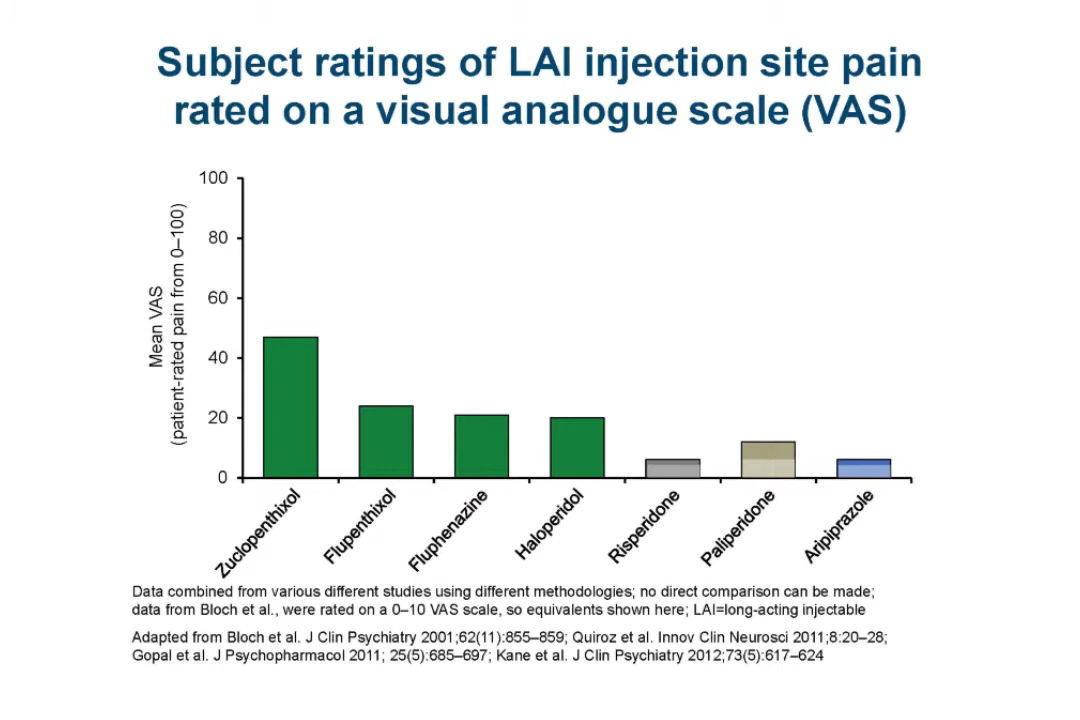 Subject ratings of LAI injection site pain
rated on a visual analogue scale (VAS)
Mean VAS
(patient-rated pain from 0–100)
100
80
60
40
20
0
Zuclopenthixol
Flupenthixol
Fluphenazine
Haloperidol
Risperidone
Paliperidone
Aripiprazole
Data combined from various different studies using different methodologies; no direct comparison can be made;
data from Bloch et al., were rated on a 0–10 VAS scale, so equivalents shown here; LAI=long-acting injectable
Adapted from Bloch et al. J Clin Psychiatry 2001;62(11):855–859; Quiroz et al. Innov Clin Neurosci 2011;8:20–28;
Gopal et al. J Psychopharmacol 2011; 25(5):685–697; Kane et al. J Clin Psychiatry 2012;73(5):617–624